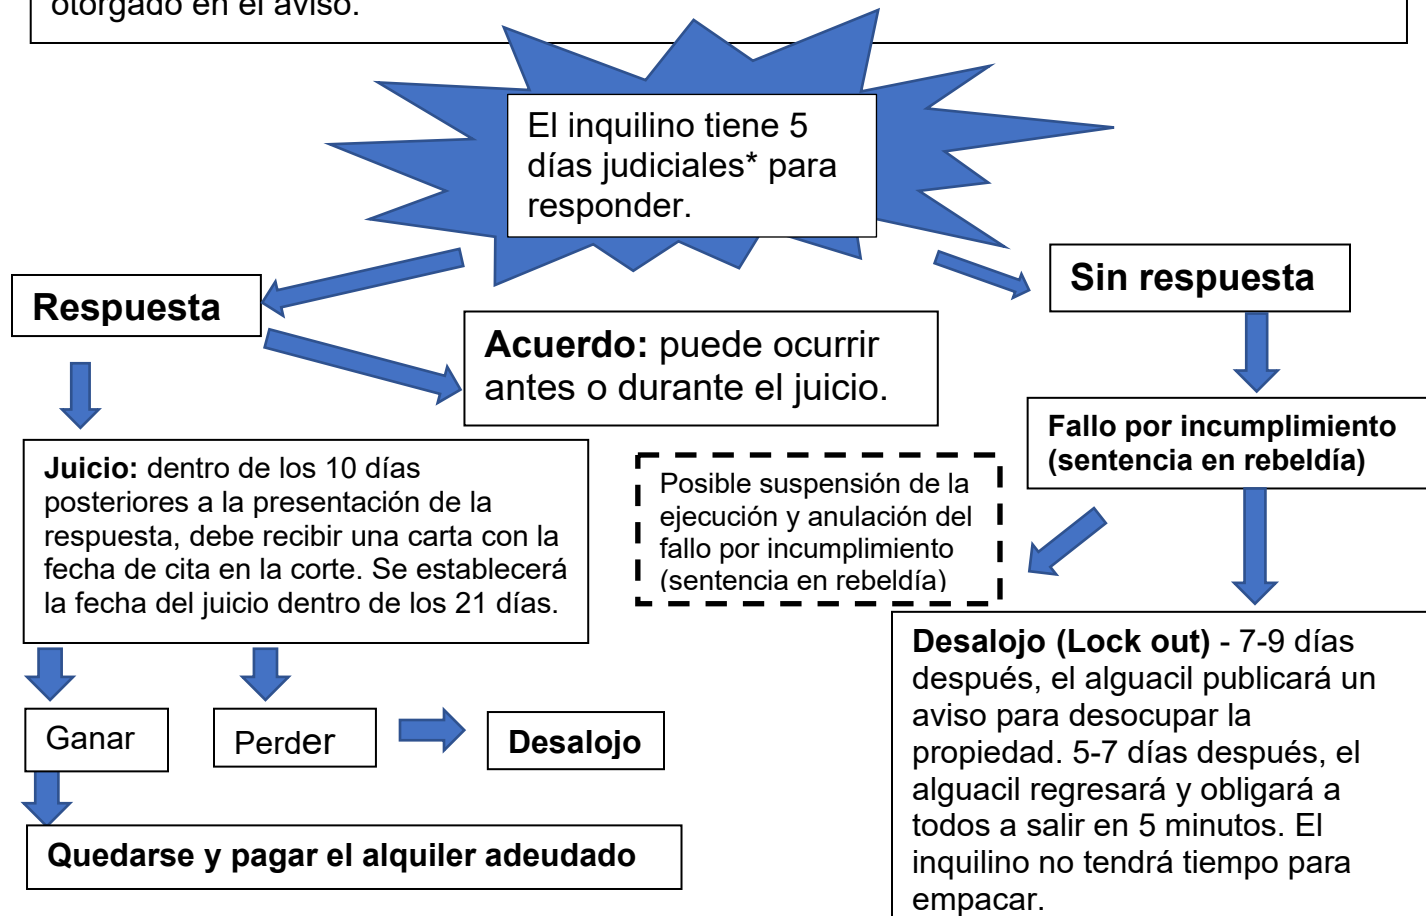 otorgado en el aviso.
El inquilino tiene 5
días judiciales* para
responder.
Respuesta
Sin respuesta
Acuerdo: puede ocurrir
antes o durante el juicio.
Fallo por incumplimiento
(sentencia en rebeldía)
Juicio: dentro de los 10 días
posteriores a la presentación de la
respuesta, debe recibir una carta con la
fecha de cita en la corte. Se establecerá
la fecha del juicio dentro de los 21 días.
Posible suspensión de la
ejecución y anulación del
fallo por incumplimiento
(sentencia en rebeldía)
Desalojo (Lock out) - 7-9 días
después, el alguacil publicará un
aviso para desocupar la
propiedad. 5-7 días después, el
alguacil regresará y obligará a
todos a salir en 5 minutos. El
inquilino no tendrá tiempo para
empacar.
Ganar
Perder
Desalojo
Quedarse y pagar el alquiler adeudado